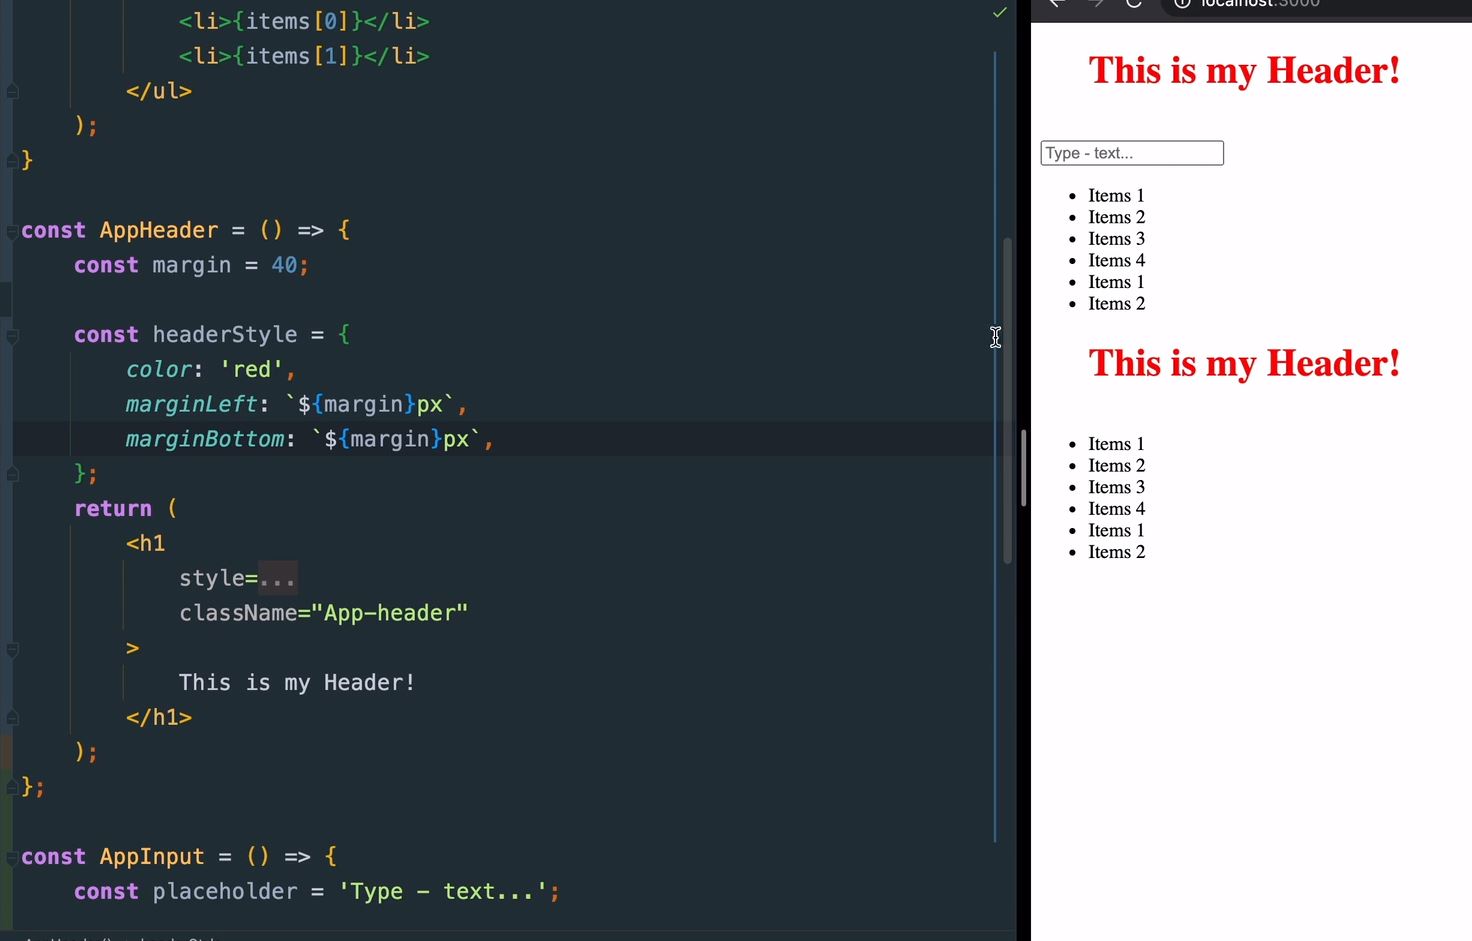 <li>{items[0]}</li>
<li>{items[1]}</li>
</ul>
);
}
const AppHeader = () => {
const margin = 40;
const headerStyle = {
color: 'red',
marginLeft: `${margin}px`,
marginBottom: `${margin}px`,
};
return (
<h1
style=...
className="App-header"
>
This is my Header!
</h1>
);
};
const AppInput = () => {
const placeholder = 'Type - text...';
localhost:3000
This is my Header!
Type - text...
• Items 1
• Items 2
• Items 3
• Items 4
• Items 1
• Items 2
This is my Header!
• Items 1
• Items 2
• Items 3
• Items 4
• Items 1
• Items 2